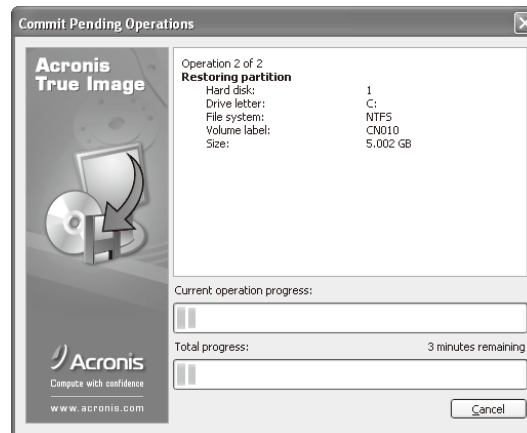 Commit Pending Operations
Acronis
True Image
Operation 2 of 2
Restoring partition
Hard disk: 1
Drive letter: C:
File system: NTFS
Volume label: CN010
Size: 5.002 GB
Current operation progress:
Total progress: 3 minutes remaining
Acronis
Compute with confidence
www.acronis.com
Cancel